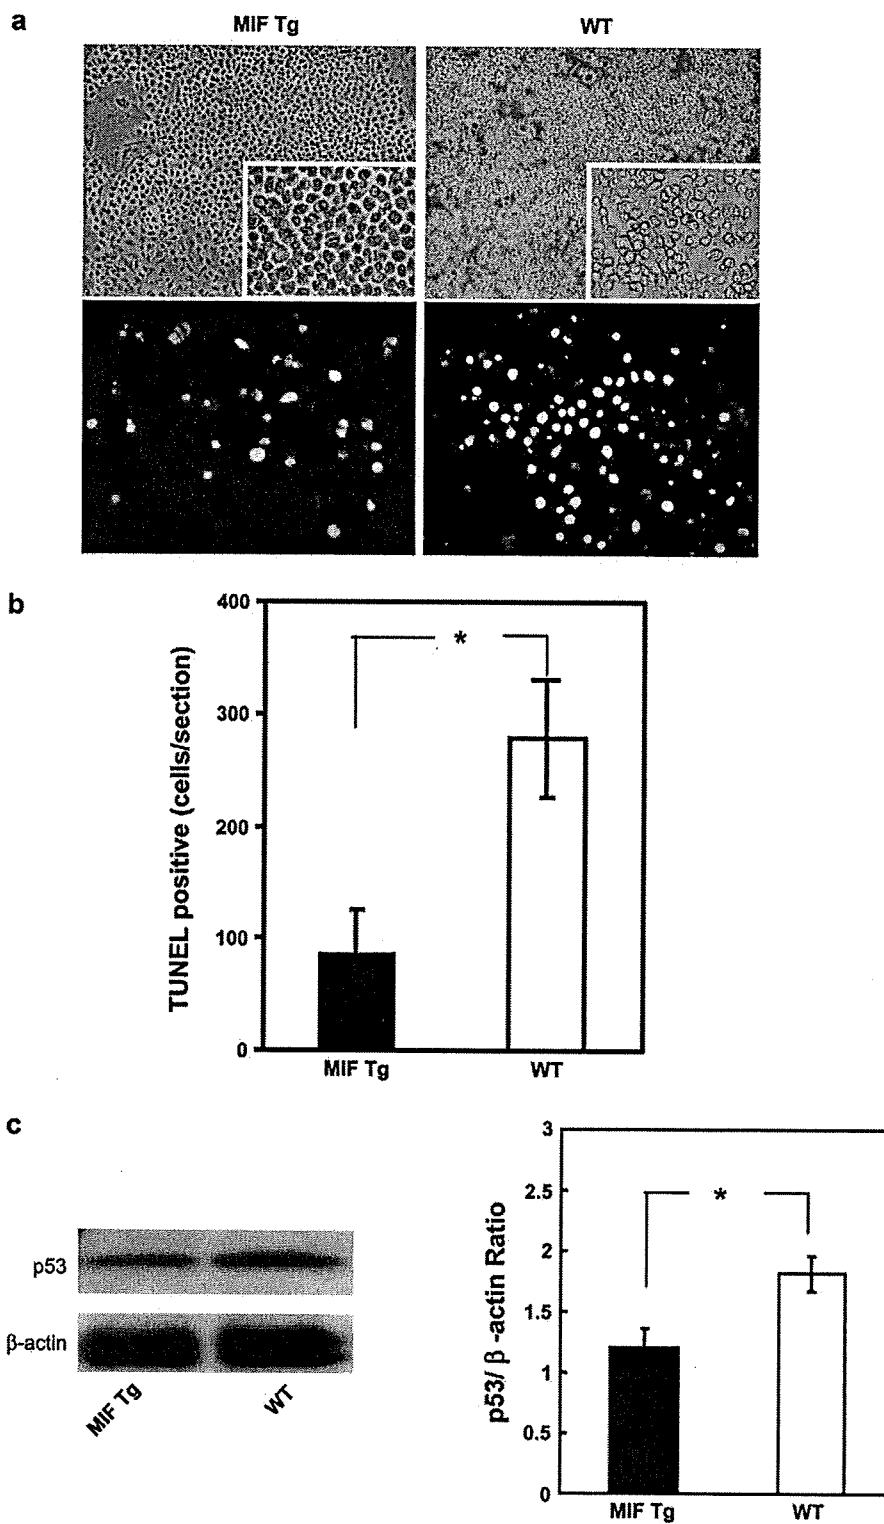 a
MIF Tg WT
b
TUNEL positive (cells/section)
400
300
200
100
0
*
MIF Tg WT
c
p53
β-actin
MIF Tg WT
p53/ β -actin Ratio
3
2.5
2
1.5
1
0.5
0
*
MIF Tg WT